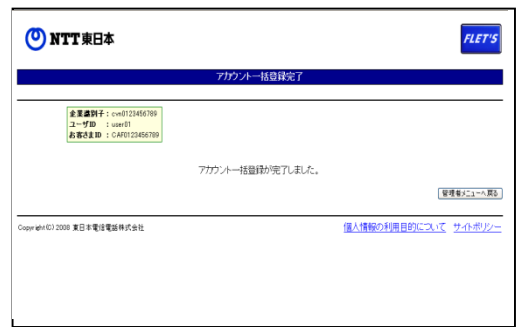 NTT東日本
FLET'S
アカウント一括登録完了
企業識別子：cvn0123456789
ユーザID ：user01
お客さまID ：CAF0123456789
アカウント一括登録が完了しました。
管理者メニューへ戻る
Copyright(C) 2008 東日本電信電話株式会社
個人情報の利用目的について サイトポリシー